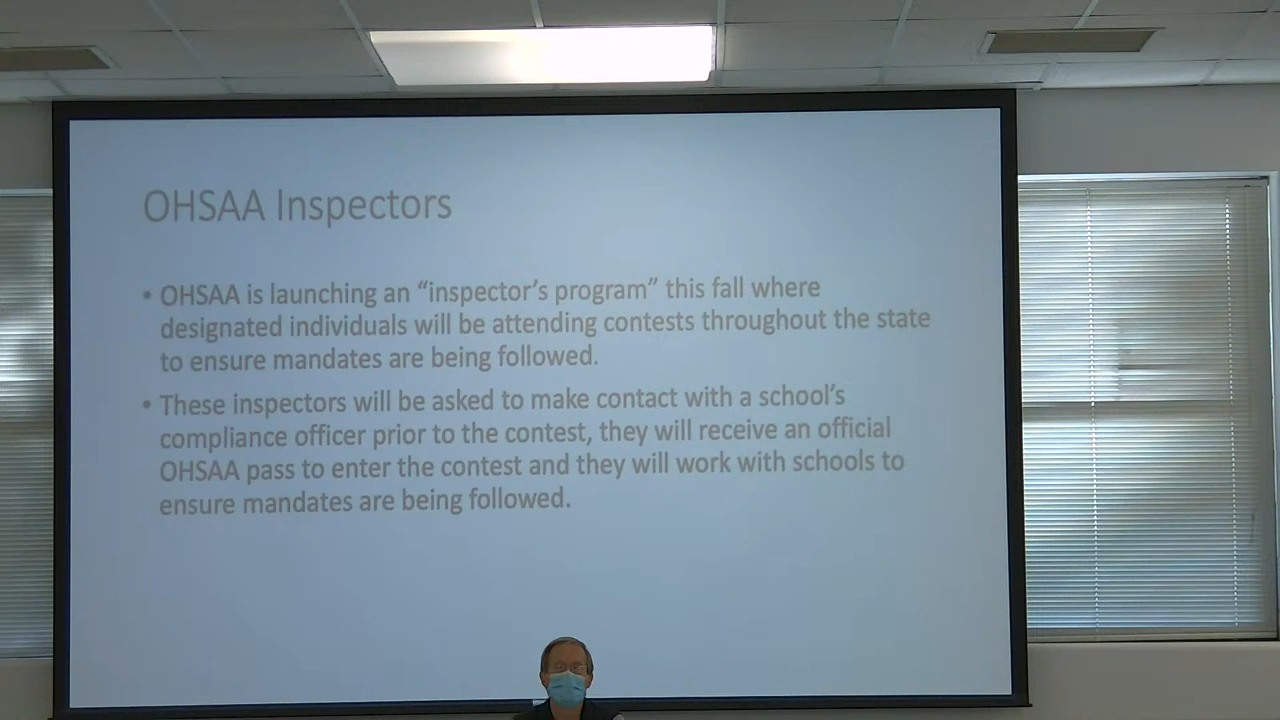 OHSAA Inspectors
• OHSAA is launching an “inspector’s program” this fall where
designated individuals will be attending contests throughout the state
to ensure mandates are being followed.
• These inspectors will be asked to make contact with a school’s
compliance officer prior to the contest, they will receive an official
OHSAA pass to enter the contest and they will work with schools to
ensure mandates are being followed.